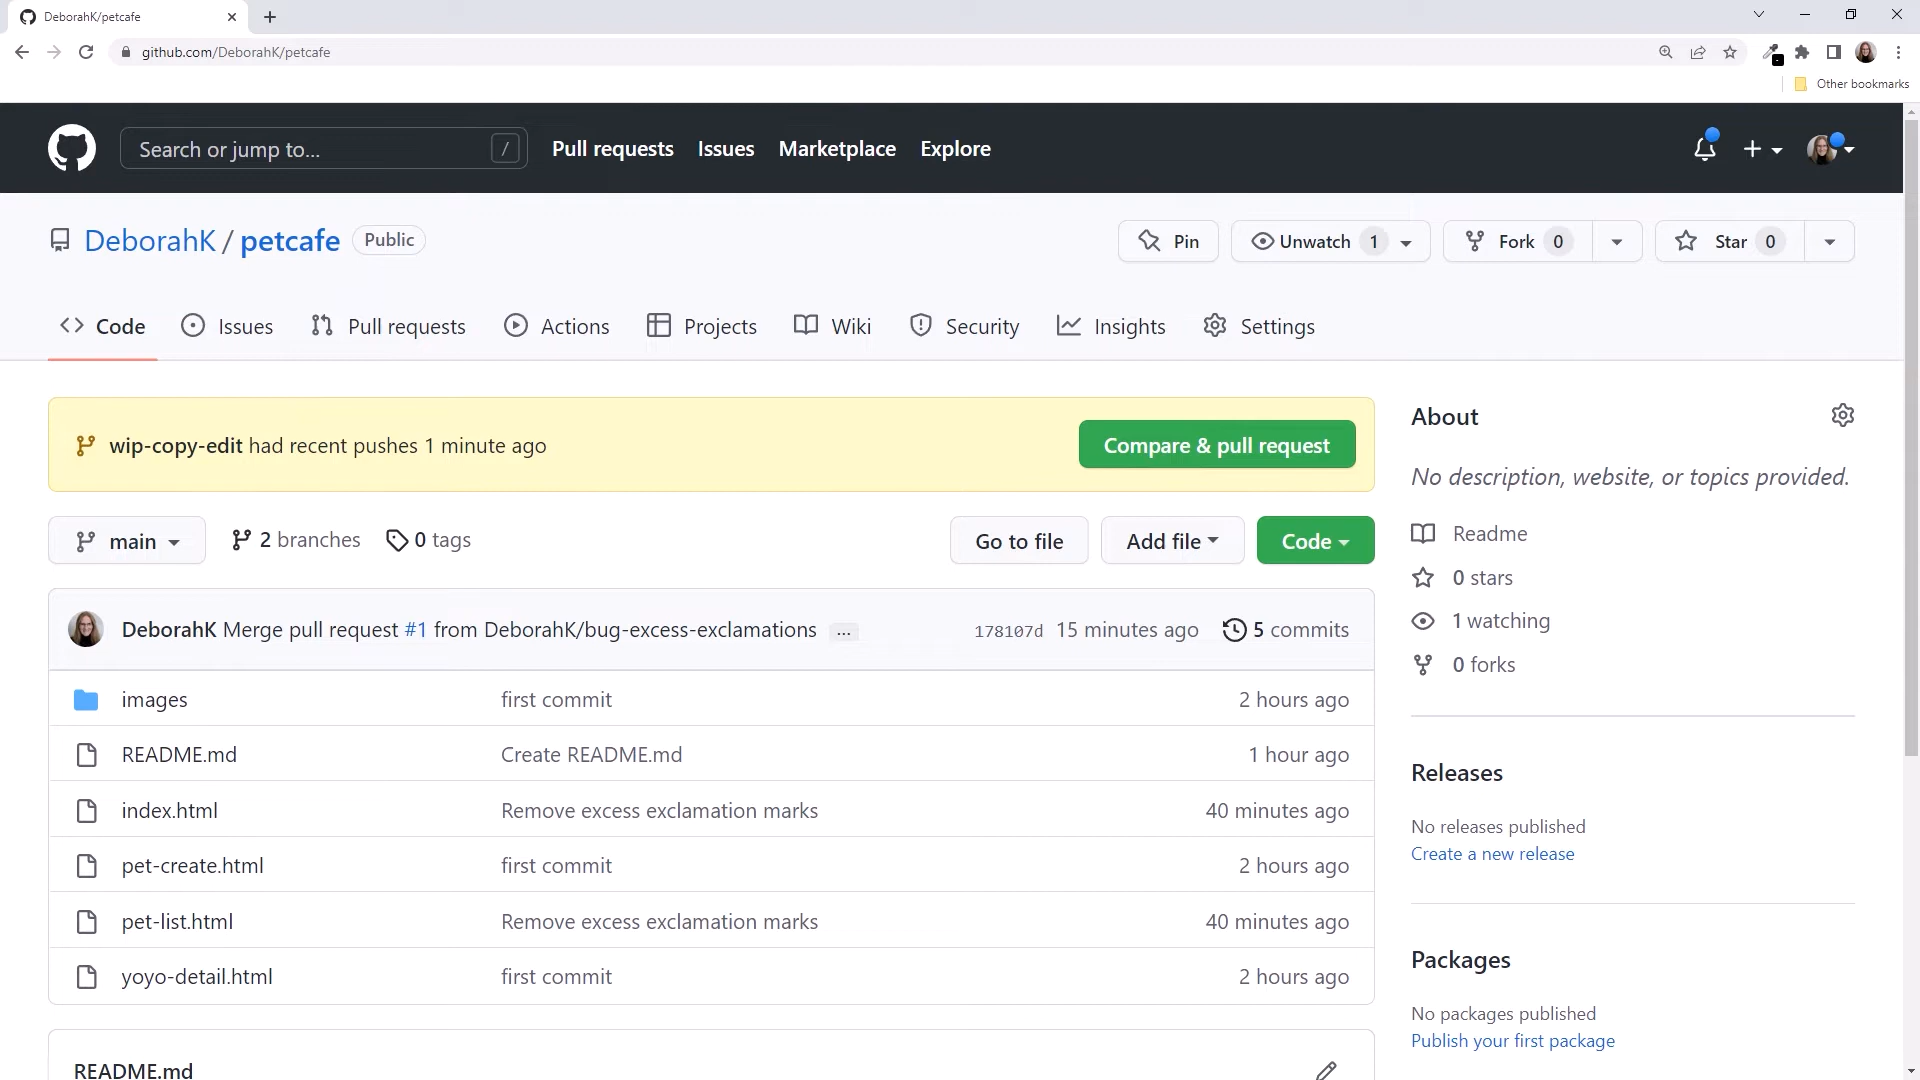 DeborahK/petcafe
github.com/DeborahK/petcafe
Other bookmarks
Search or jump to... /
Pull requests Issues Marketplace Explore
DeborahK / petcafe Public
Pin Unwatch 1 Fork 0 Star 0
Code Issues Pull requests Actions Projects Wiki Security Insights Settings
wip-copy-edit had recent pushes 1 minute ago Compare & pull request
main 2 branches 0 tags Go to file Add file Code
DeborahK Merge pull request #1 from DeborahK/bug-excess-exclamations ... 178107d 15 minutes ago 5 commits
images first commit 2 hours ago
README.md Create README.md 1 hour ago
index.html Remove excess exclamation marks 40 minutes ago
pet-create.html first commit 2 hours ago
pet-list.html Remove excess exclamation marks 40 minutes ago
yoyo-detail.html first commit 2 hours ago
README.md
About
No description, website, or topics provided.
Readme
0 stars
1 watching
0 forks
Releases
No releases published
Create a new release
Packages
No packages published
Publish your first package